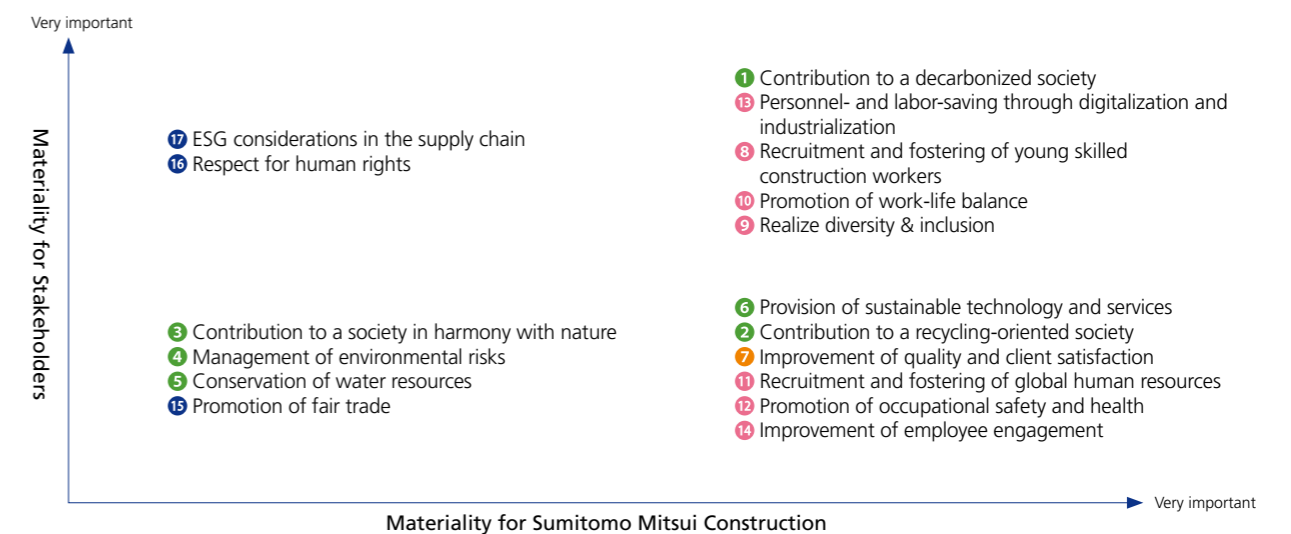 Very important
Materiality for Stakeholders
17 ESG considerations in the supply chain
16 Respect for human rights
1 Contribution to a decarbonized society
13 Personnel- and labor-saving through digitalization and
industrialization
8 Recruitment and fostering of young skilled
construction workers
10 Promotion of work-life balance
9 Realize diversity & inclusion
3 Contribution to a society in harmony with nature
4 Management of environmental risks
5 Conservation of water resources
15 Promotion of fair trade
6 Provision of sustainable technology and services
2 Contribution to a recycling-oriented society
7 Improvement of quality and client satisfaction
11 Recruitment and fostering of global human resources
12 Promotion of occupational safety and health
14 Improvement of employee engagement
Very important
Materiality for Sumitomo Mitsui Construction